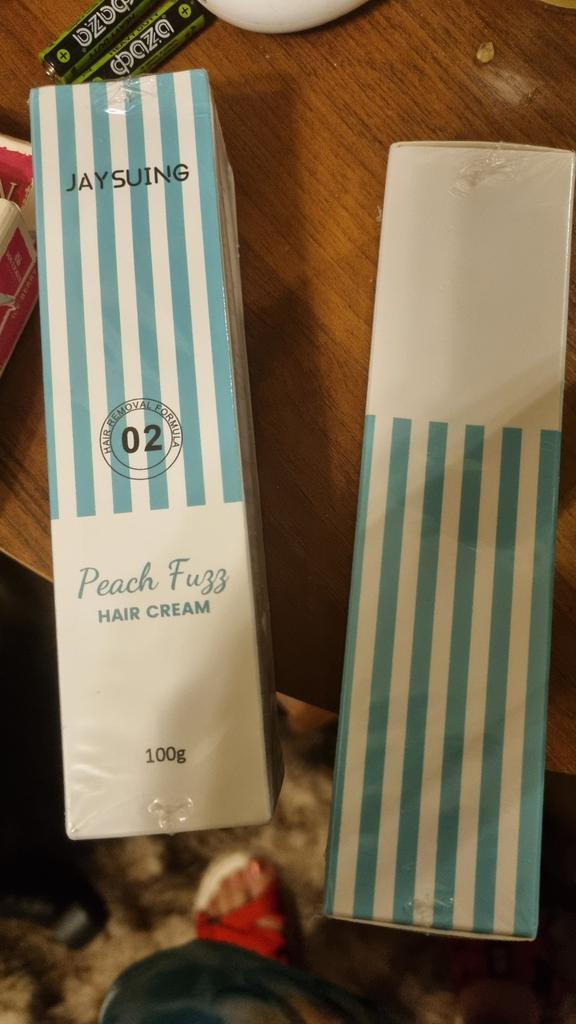 JAYSUING
HAIR REMOVAL FORMULA
02
Peach Fuzz
HAIR CREAM
100g